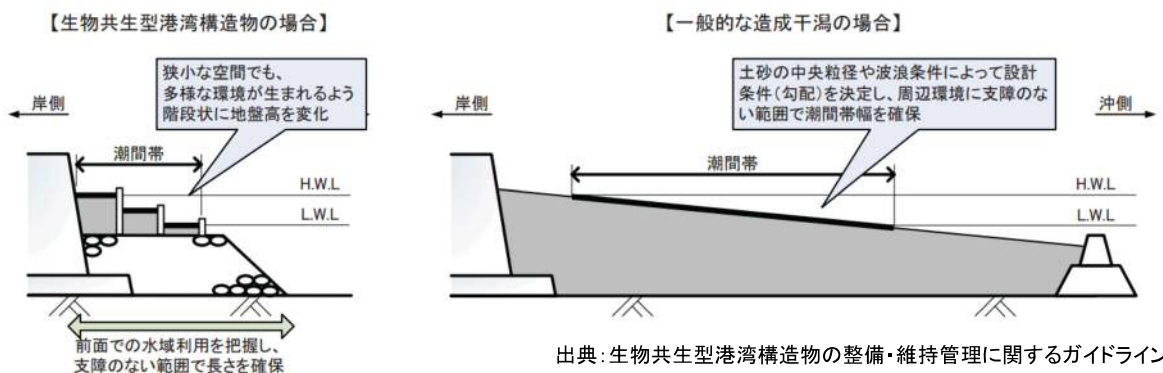 【生物共生型港湾構造物の場合】
狭小な空間でも、
多様な環境が生まれるよう
階段状に地盤高を変化
岸側
潮間帯
H.W.L
L.W.L
前面での水域利用を把握し、
支障のない範囲で長さを確保
【一般的な造成干潟の場合】
土砂の中央粒径や波浪条件によって設計
条件(勾配)を決定し、周辺環境に支障のな
い範囲で潮間帯幅を確保
岸側
沖側
潮間帯
H.W.L
L.W.L
出典:生物共生型港湾構造物の整備・維持管理に関するガイドライン